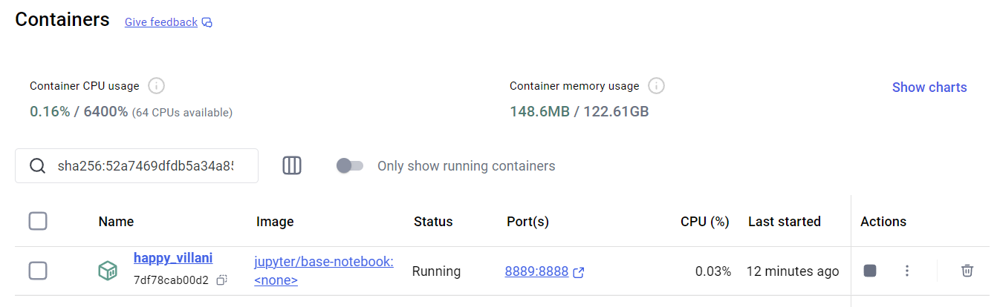 Containers Give feedback
Container CPU usage
0.16% / 6400% (64 CPUs available)
Container memory usage
148.6MB / 122.61GB
Show charts
sha256:52a7469dfdb5a34a85
Only show running containers
Name Image Status Port(s) CPU (%) Last started Actions
happy_villani
7df78cab00d2
jupyter/base-notebook:
<none>
Running
8889:8888
0.03%
12 minutes ago